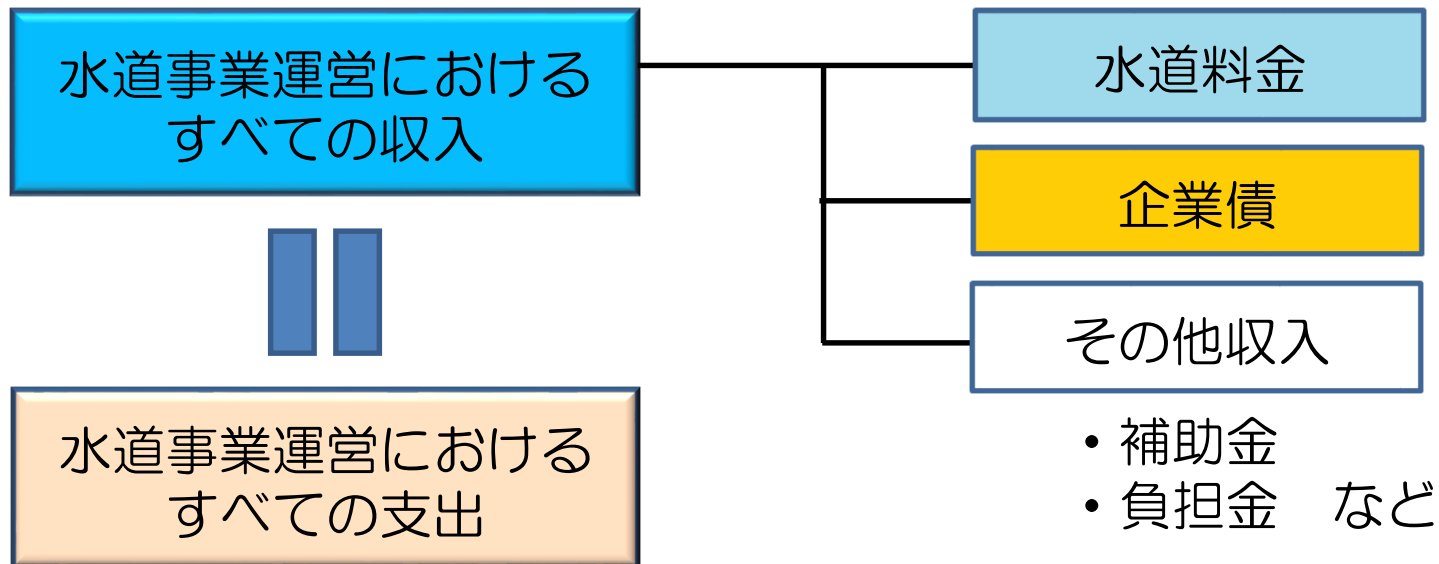 水道事業運営における
すべての収入
水道料金
企業債
その他収入
・補助金
・負担金　など
水道事業運営における
すべての支出